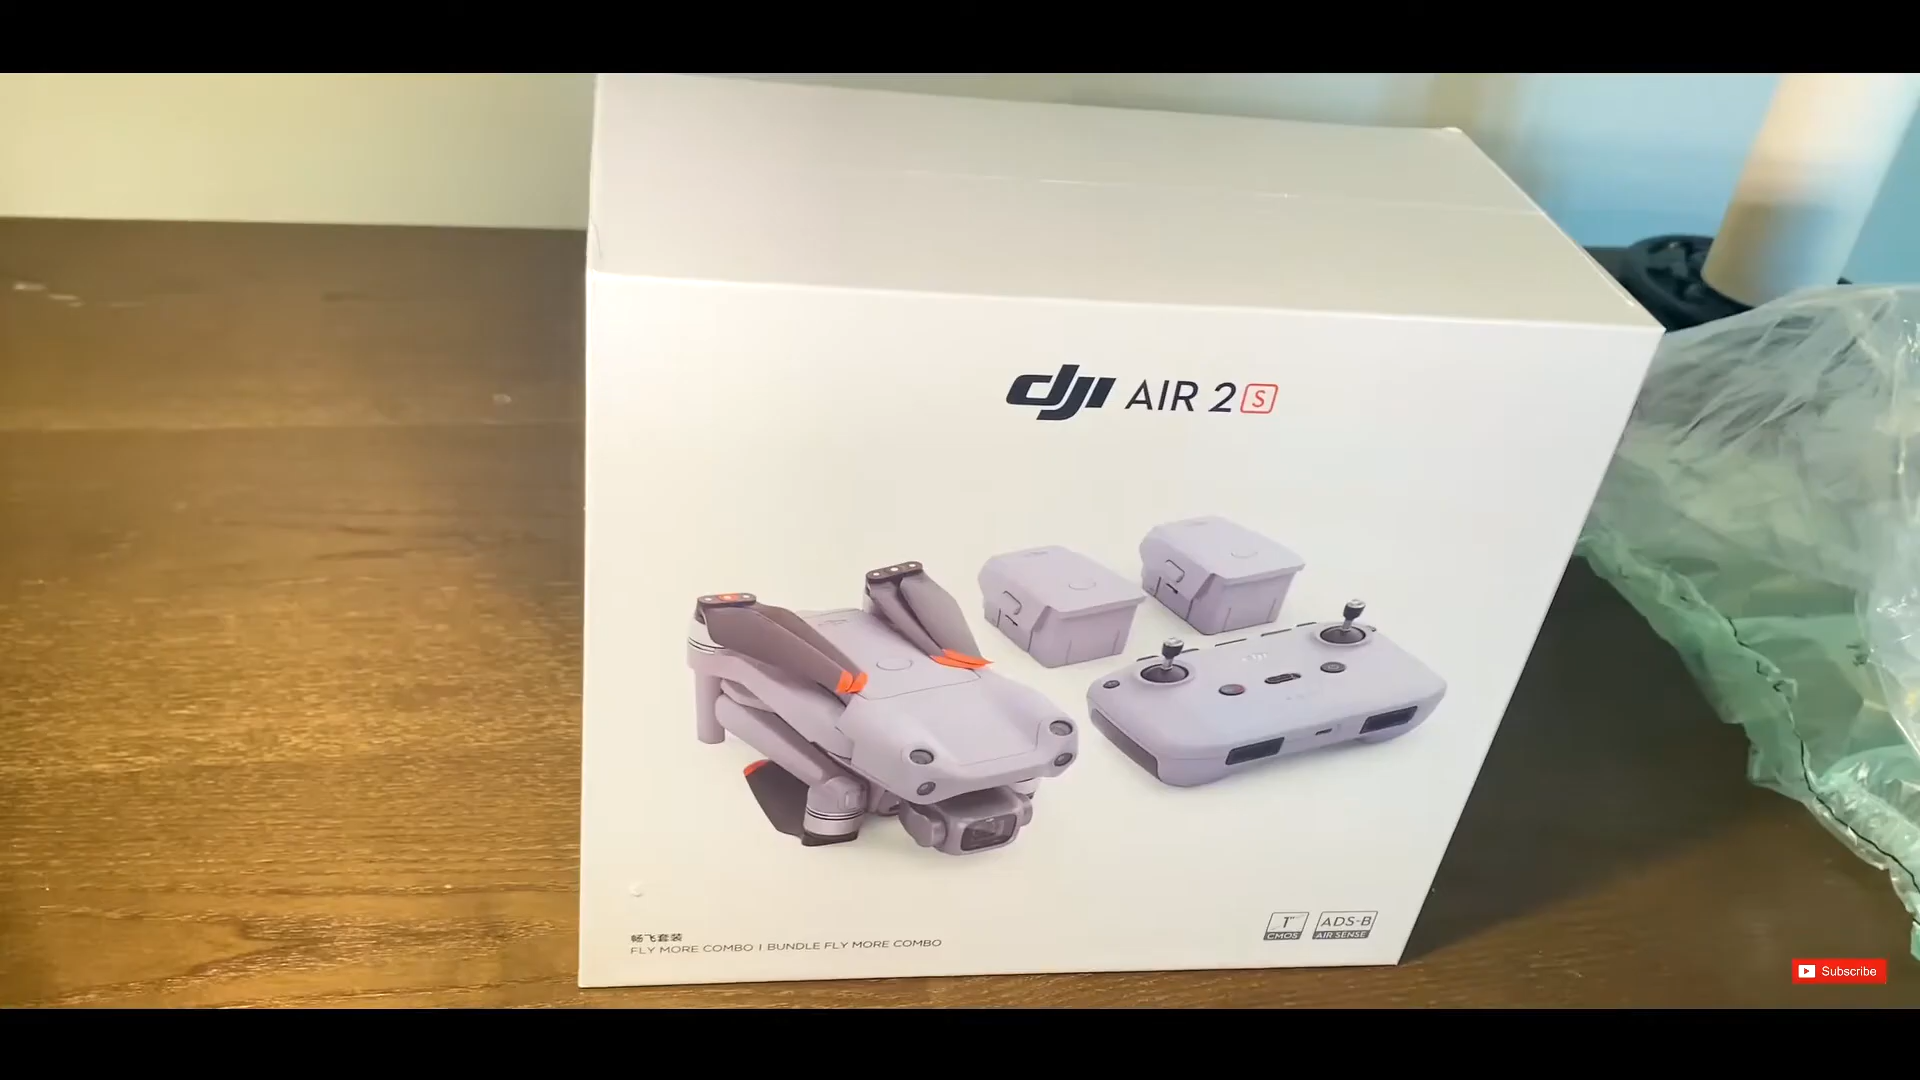 dji AIR 2S
畅飞套装
FLY MORE COMBO | BUNDLE FLY MORE COMBO
1"
CMOS
ADS-B
AIR SENSE
Subscribe